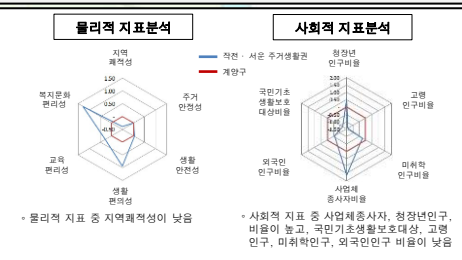 물리적 지표분석
사회적 지표분석
지역
쾌적성
주거
안정성
생활
안전성
생활
편의성
교육
편리성
복지문화
편리성
1.50
1.00
0.50
-0.50
작전 · 서운 주거생활권
계양구
청장년
인구비율
고령
인구비율
미취학
인구비율
사업체
종사자비율
외국인
인구비율
국민기초
생활보호
대상비율
2.00
1.50
1.00
◦ 물리적 지표 중 지역쾌적성이 낮음
◦ 사회적 지표 중 사업체종사자, 청장년인구,
비율이 높고, 국민기초생활보호대상, 고령
인구, 미취학인구, 외국인인구 비율이 낮음